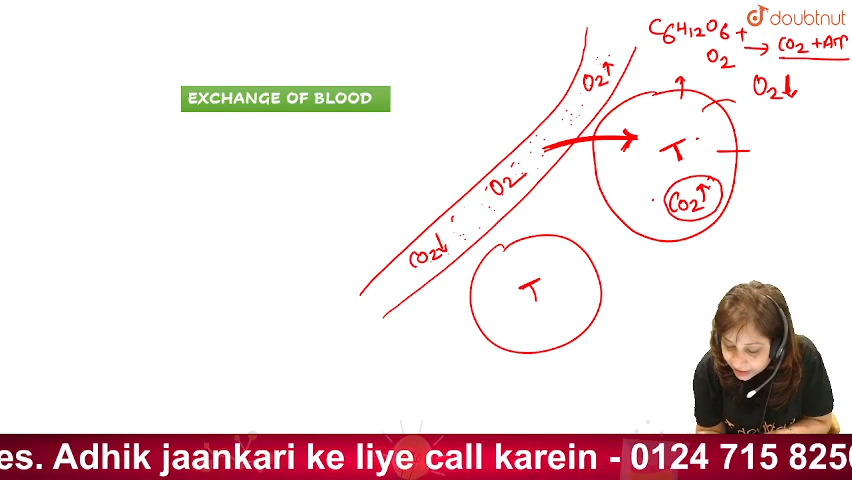 doubtnut
C6H12O6 +
O2 → CO2 + AT
O2↓
EXCHANGE OF BLOOD
O2↑
T
CO2↑
O2
CO2↓
T
es. Adhik jaankari ke liye call karein - 0124 715 8250